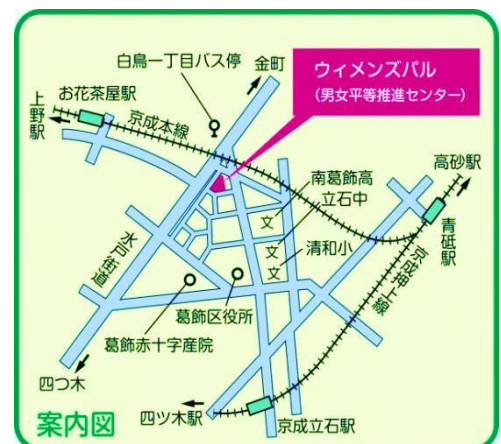 白鳥一丁目バス停
金町
ウィメンズパル
(男女平等推進センター)
上野駅
お花茶屋駅
京成本線
高砂駅
南葛飾高
立石中
文
文
清和小
文
青砥駅
水戸街道
京成押上線
葛飾区役所
葛飾赤十字産院
四つ木
四ツ木駅
京成立石駅
案内図